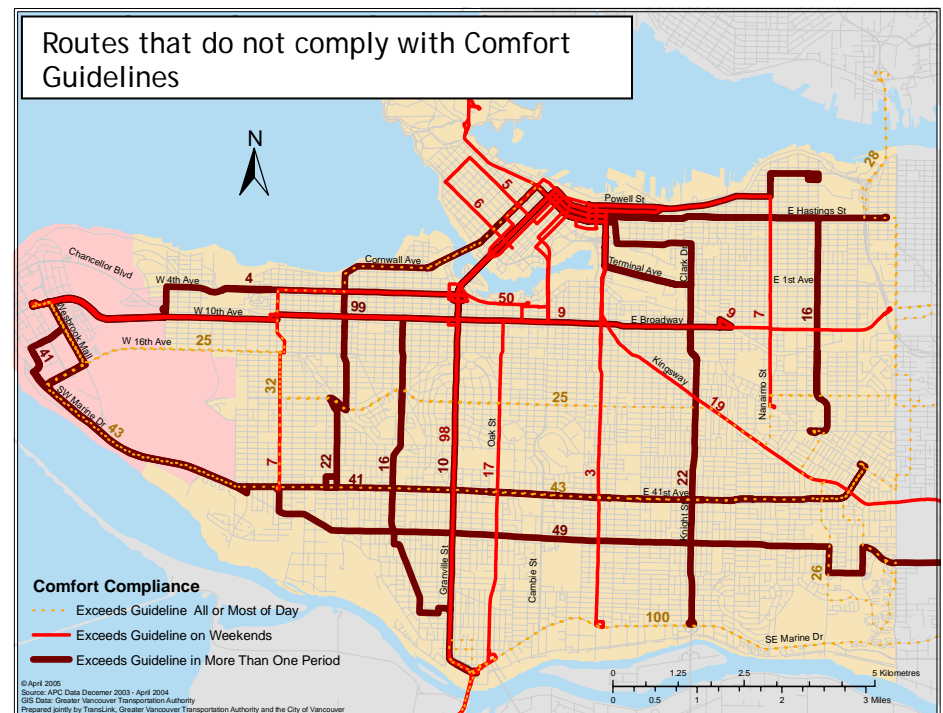 Routes that do not comply with Comfort
Guidelines
N
28
5
6
Powell St
E Hastings St
Chancellor Blvd
Cornwall Ave
Terminal Ave
Clark Dr
W 4th Ave
4
E 1st Ave
50
99
W 10th Ave
9
E Broadway
9
7
16
Wesbrook Mall
W 16th Ave
25
41
Kingsway
32
25
19
Nanaimo St
SW Marine Dr
43
98
Oak St
7
22
16
10
17
3
22
41
43
E 41st Ave
Knight St
49
Granville St
Cambie St
26
100
SE Marine Dr
Comfort Compliance
Exceeds Guideline All or Most of Day
Exceeds Guideline on Weekends
Exceeds Guideline in More Than One Period
0 1.25 2.5 5 Kilometres
0 0.5 1 2 3 Miles
© April 2005
Source: APC Data Decemer 2003 - April 2004
GIS Data: Greater Vancouver Transportation Authority
Prepared jointly by TransLink, Greater Vancouver Transportation Authority and the City of Vancouver